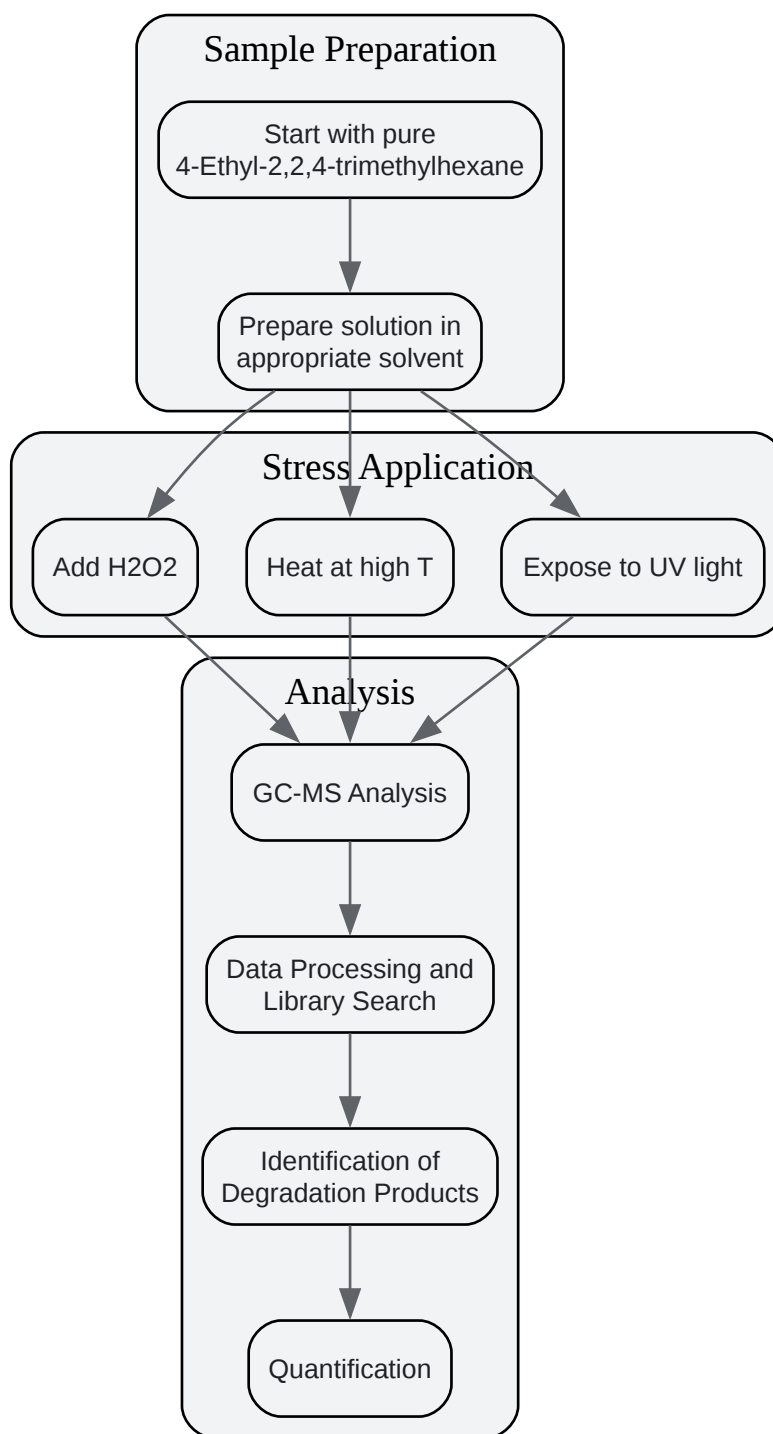 Sample Preparation
Start with pure
4-Ethyl-2,2,4-trimethylhexane
Prepare solution in
appropriate solvent
Stress Application
Add H2O2
Heat at high T
Expose to UV light
Analysis
GC-MS Analysis
Data Processing and
Library Search
Identification of
Degradation Products
Quantification